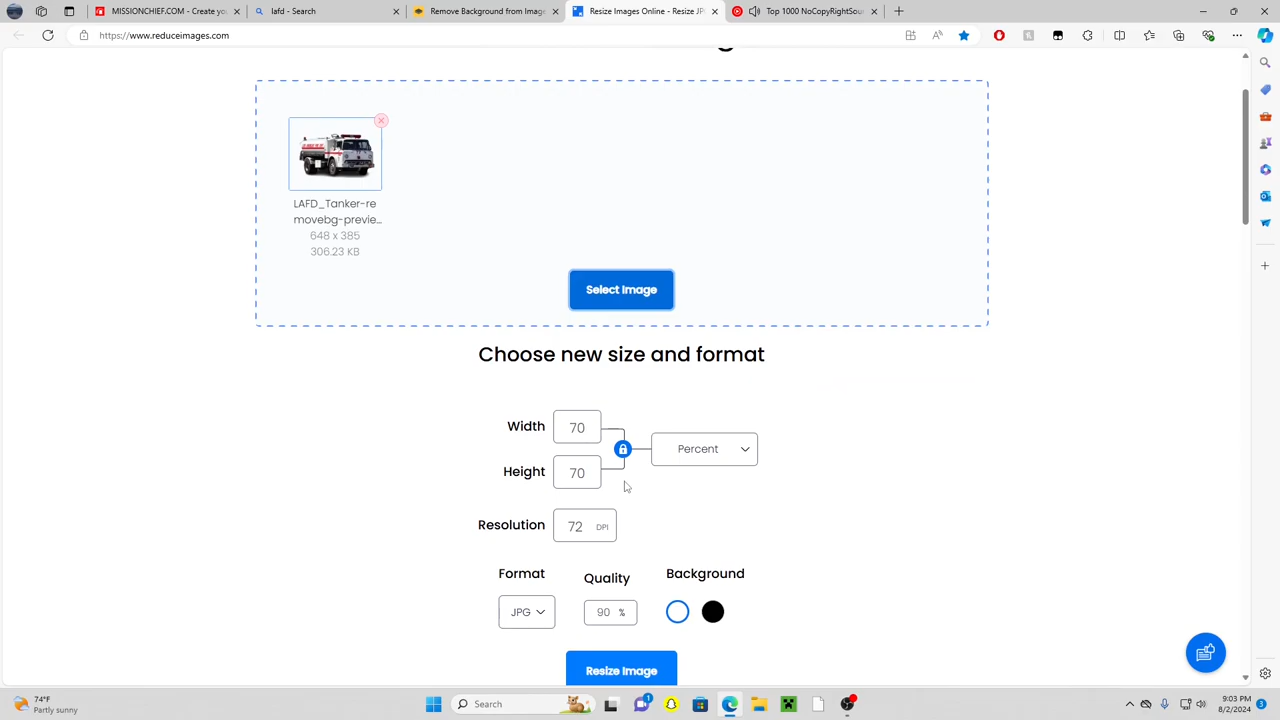 MISSIONCHIEF.COM - Create you
lafd - Search
Remove Background from Image
Resize Images Online - Resize JP
Top 1000 NoCopyRightSou
https://www.reduceimages.com
LAFD_Tanker-re
movebg-previe...
648 x 385
306.23 KB
Select Image
Choose new size and format
Width 70
Percent
Height 70
Resolution 72 DPI
Format Quality Background
JPG 90 %
Resize Image
74°F
Partly sunny
Search
1
9:03 PM
8/2/2024
3